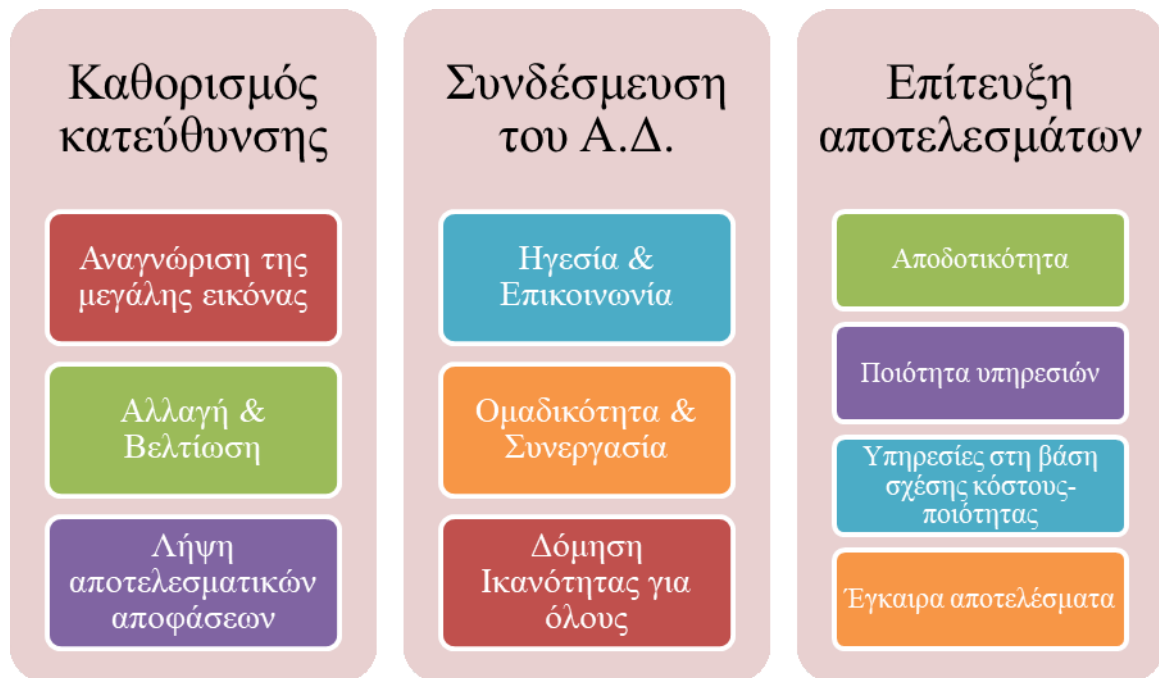 Καθορισμός
κατεύθυνσης
Αναγνώριση της
μεγάλης εικόνας
Αλλαγή &
Βελτίωση
Λήψη
αποτελεσματικών
αποφάσεων
Συνδέσμευση
του Α.Δ.
Ηγεσία &
Επικοινωνία
Ομαδικότητα &
Συνεργασία
Δόμηση
Ικανότητας για
όλους
Επίτευξη
αποτελεσμάτων
Αποδοτικότητα
Ποιότητα υπηρεσιών
Υπηρεσίες στη βάση
σχέσης κόστους-
ποιότητας
Έγκαιρα αποτελέσματα